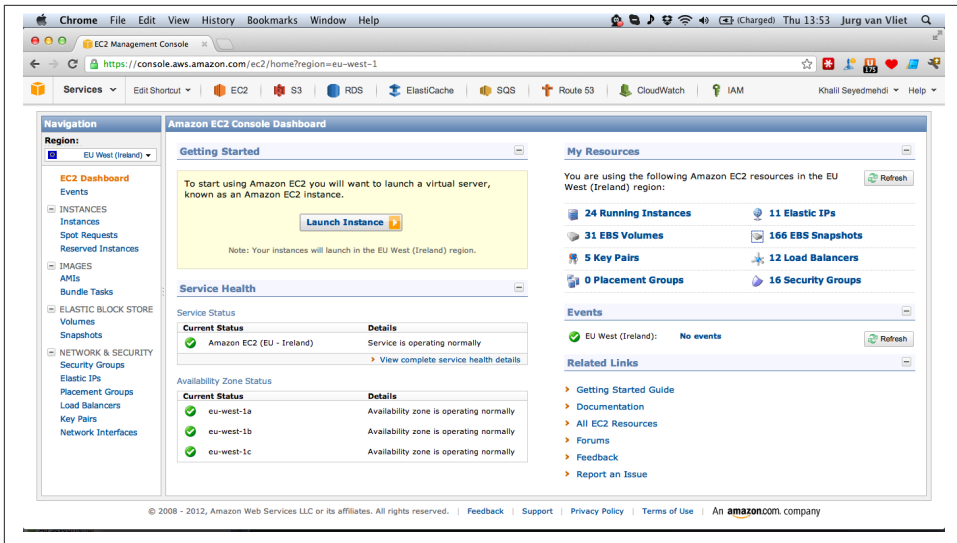 Chrome File Edit View History Bookmarks Window Help (Charged) Thu 13:53 Jurg van Vliet
EC2 Management Console
https://console.aws.amazon.com/ec2/home?region=eu-west-1
175
Services Edit Shortcut EC2 S3 RDS ElastiCache SQS Route 53 CloudWatch IAM Khalil Seyedmehdi Help
Navigation
Region:
EU West (Ireland)
EC2 Dashboard
Events
INSTANCES
Instances
Spot Requests
Reserved Instances
IMAGES
AMIs
Bundle Tasks
ELASTIC BLOCK STORE
Volumes
Snapshots
NETWORK & SECURITY
Security Groups
Elastic IPs
Placement Groups
Load Balancers
Key Pairs
Network Interfaces
Amazon EC2 Console Dashboard
Getting Started
To start using Amazon EC2 you will want to launch a virtual server,
known as an Amazon EC2 instance.
Launch Instance
Note: Your instances will launch in the EU West (Ireland) region.
Service Health
Service Status
Current Status Details
Amazon EC2 (EU - Ireland) Service is operating normally
View complete service health details
Availability Zone Status
Current Status Details
eu-west-1a Availability zone is operating normally
eu-west-1b Availability zone is operating normally
eu-west-1c Availability zone is operating normally
My Resources
You are using the following Amazon EC2 resources in the EU
West (Ireland) region:
Refresh
24 Running Instances 11 Elastic IPs
31 EBS Volumes 166 EBS Snapshots
5 Key Pairs 12 Load Balancers
0 Placement Groups 16 Security Groups
Events
EU West (Ireland): No events Refresh
Related Links
Getting Started Guide
Documentation
All EC2 Resources
Forums
Feedback
Report an Issue
© 2008 - 2012, Amazon Web Services LLC or its affiliates. All rights reserved. | Feedback | Support | Privacy Policy | Terms of Use | An amazon.com. company